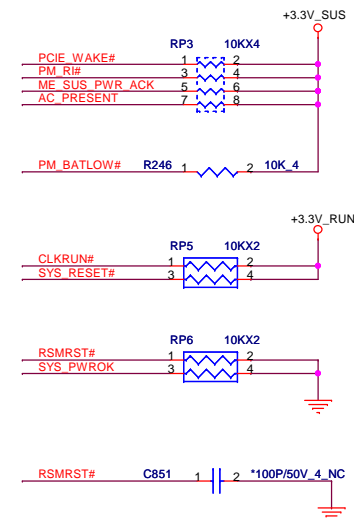 +3.3V_SUS
RP3 10KX4
PCIE_WAKE# 1 2
PM_RI# 3 4
ME_SUS_PWR_ACK 5 6
AC_PRESENT 7 8
PM_BATLOW# R246 1 2 10K_4
+3.3V_RUN
RP5 10KX2
CLKRUN# 1 2
SYS_RESET# 3 4
RP6 10KX2
RSMRST# 1 2
SYS_PWROK 3 4
RSMRST# C851 1 2 *100P/50V_4_NC